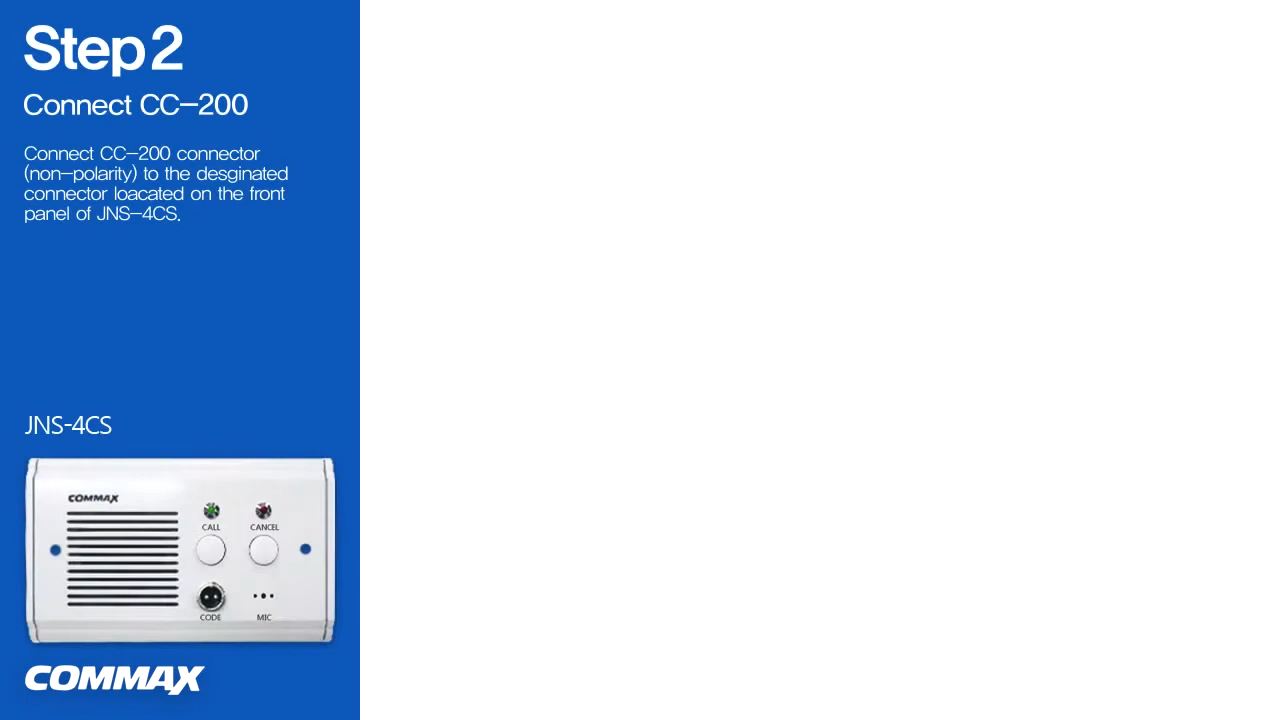 Step 2
Connect CC-200
Connect CC-200 connector
(non-polarity) to the desginated
connector loacated on the front
panel of JNS-4CS.
JNS-4CS
COMMAX
CALL CANCEL
CODE MIC
COMMAX